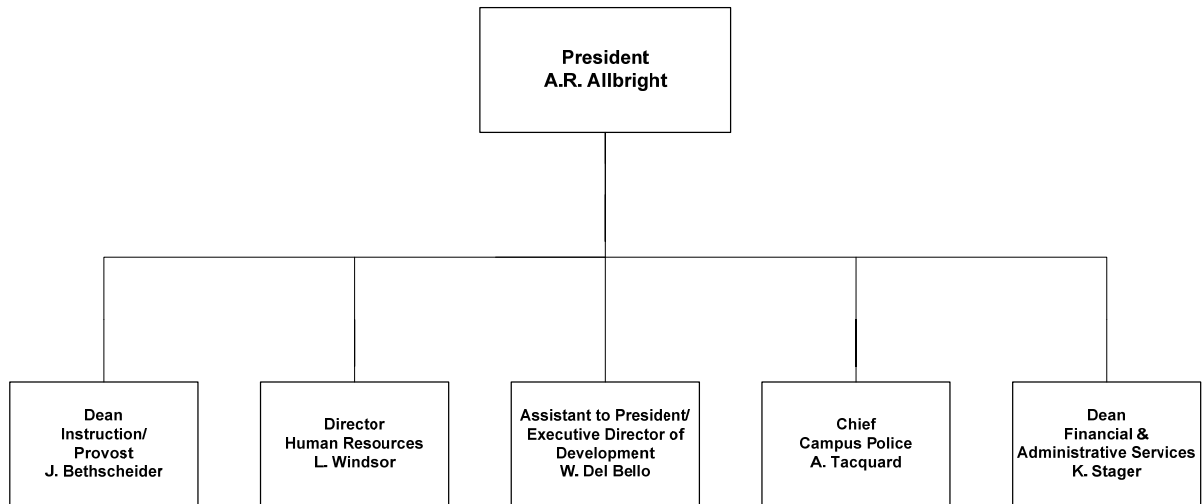 President
A.R. Allbright
Dean
Instruction/
Provost
J. Bethscheider
Director
Human Resources
L. Windsor
Assistant to President/
Executive Director of
Development
W. Del Bello
Chief
Campus Police
A. Tacquard
Dean
Financial &
Administrative Services
K. Stager